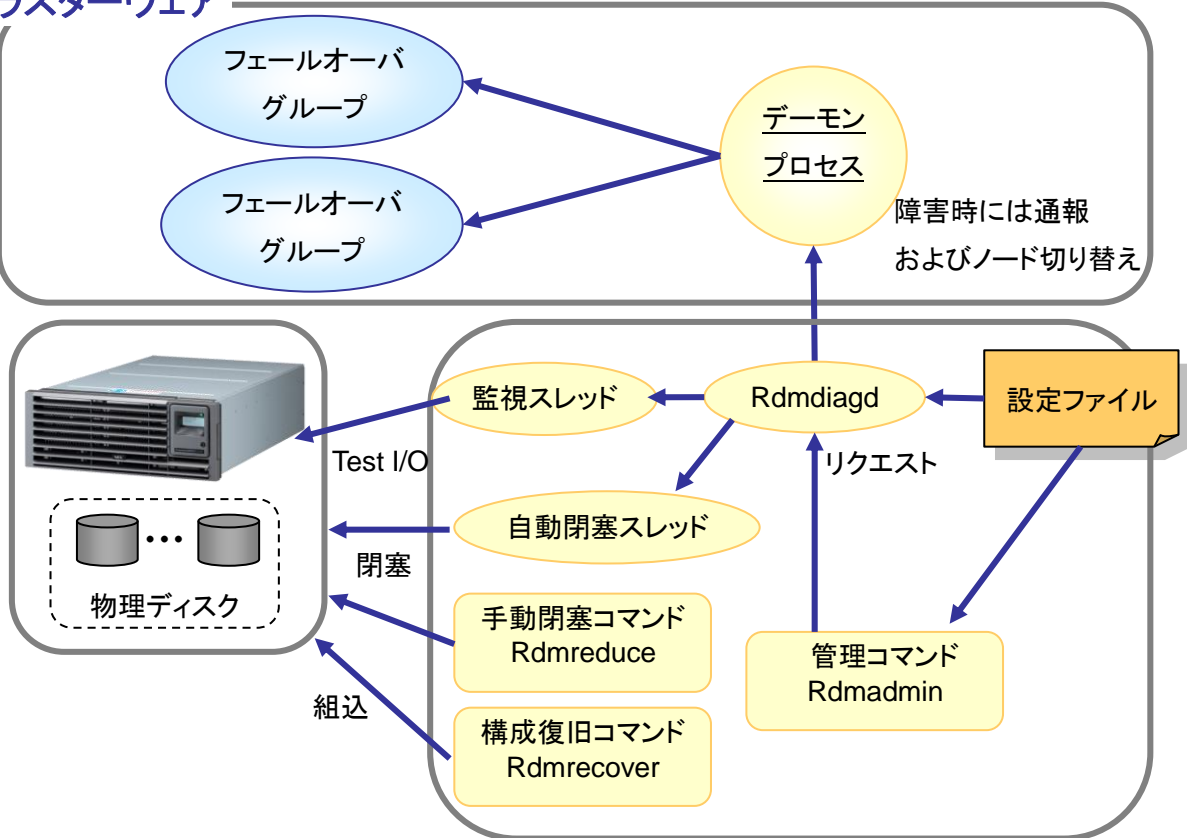 ラスターウェア
フェールオーバ
グループ
デーモン
プロセス
フェールオーバ
グループ
障害時には通報
およびノード切り替え
監視スレッド
Rdmdiagd
設定ファイル
Test I/O
リクエスト
自動閉塞スレッド
閉塞
物理ディスク
手動閉塞コマンド
Rdmreduce
管理コマンド
Rdmadmin
組込
構成復旧コマンド
Rdmrecover